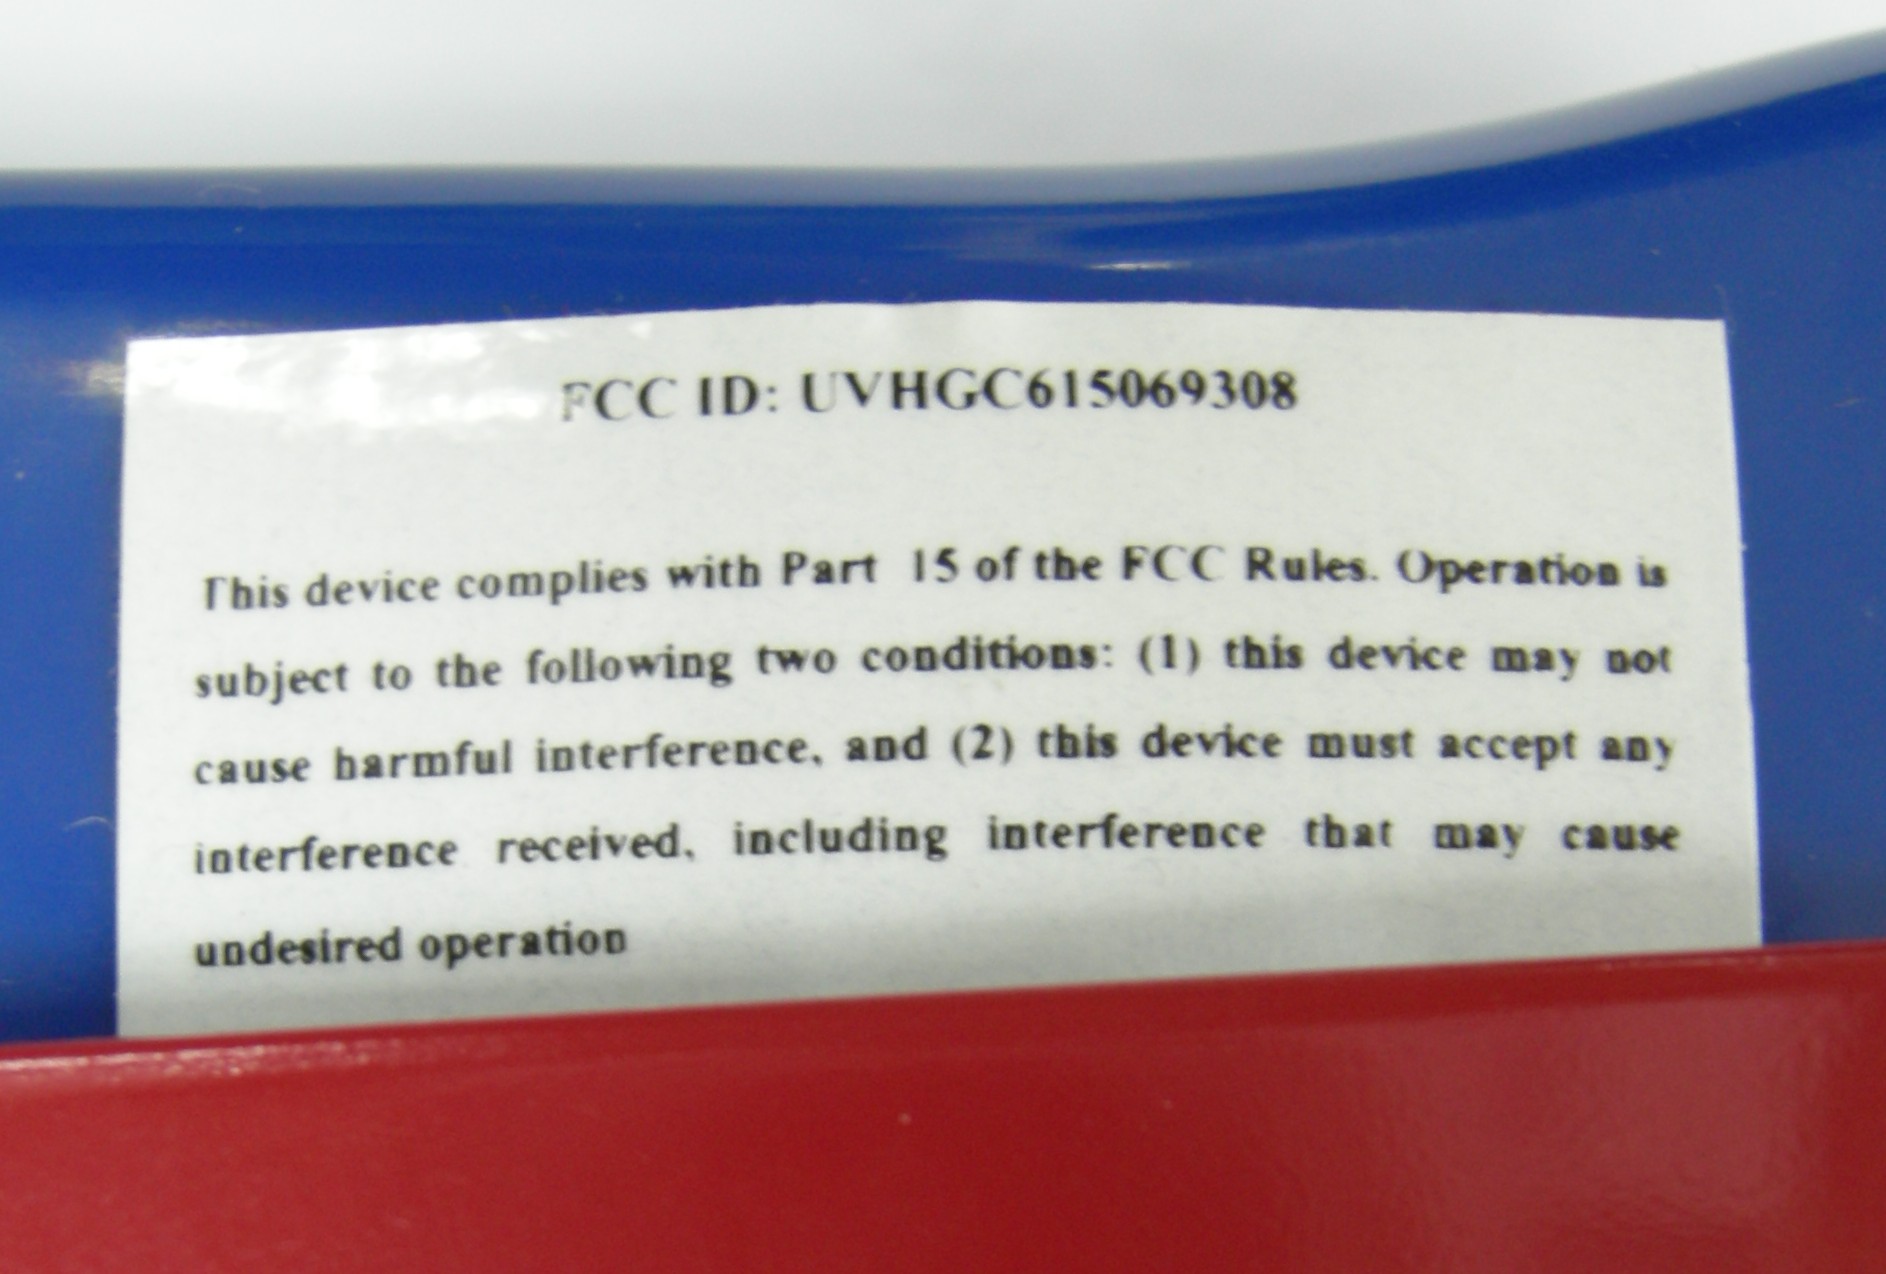 FCC ID: UVHGC615069308
This device complies with Part 15 of the FCC Rules. Operation is
subject to the following two conditions: (1) this device may not
cause harmful interference, and (2) this device must accept any
interference received, including interference that may cause
undesired operation